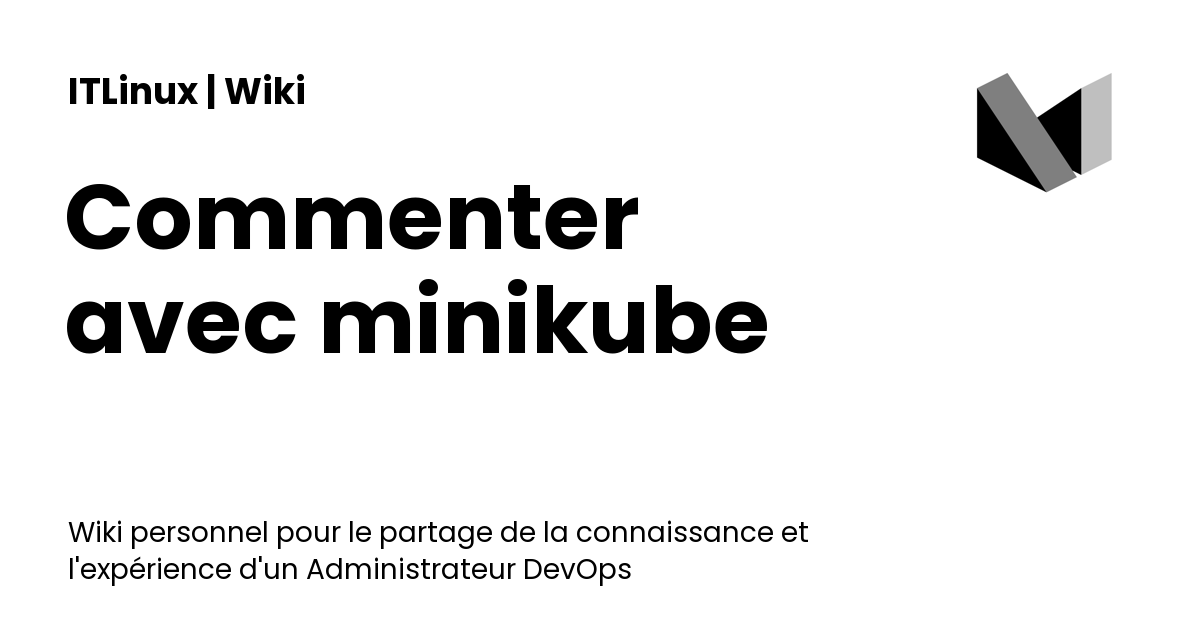 ITLinux | Wiki
Commenter
avec minikube
Wiki personnel pour le partage de la connaissance et
l'expérience d'un Administrateur DevOps